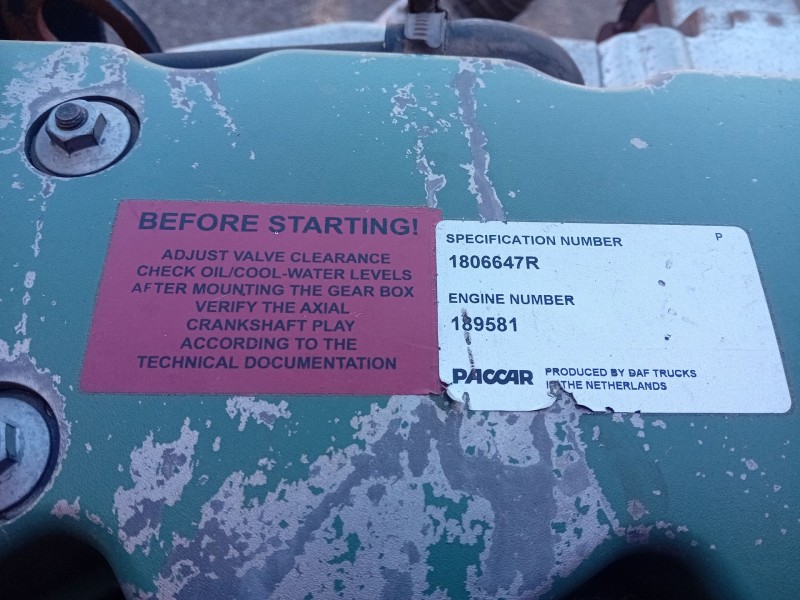 BEFORE STARTING!
ADJUST VALVE CLEARANCE
CHECK OIL/COOL-WATER LEVELS
AFTER MOUNTING THE GEAR BOX
VERIFY THE AXIAL
CRANKSHAFT PLAY
ACCORDING TO THE
TECHNICAL DOCUMENTATION
SPECIFICATION NUMBER P
1806647R
ENGINE NUMBER
189581
PACCAR
PRODUCED BY DAF TRUCKS
IN THE NETHERLANDS